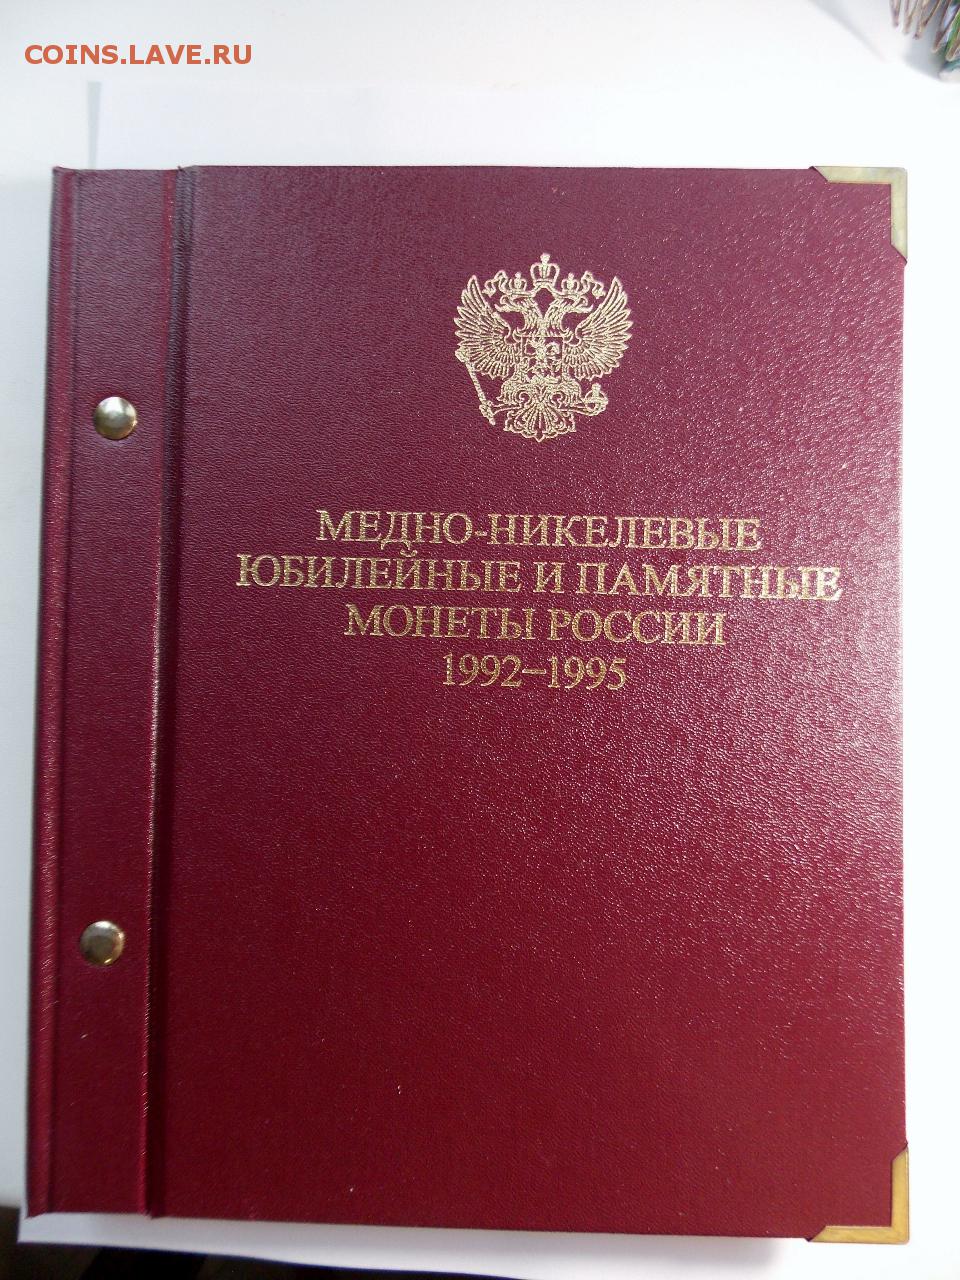 COINS.LAVE.RU
МЕДНО-НИКЕЛЕВЫЕ
ЮБИЛЕЙНЫЕ И ПАМЯТНЫЕ
МОНЕТЫ РОССИИ
1992–1995